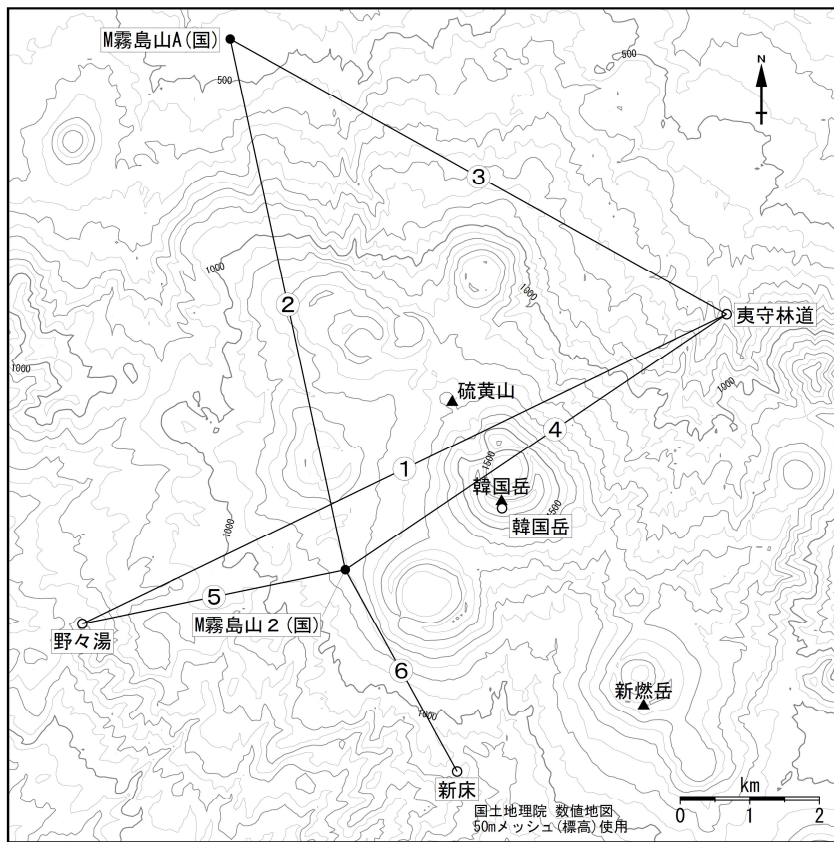 M霧島山A(国)
500
500
N
③
1000
②
1000
夷守林道
1000
硫黄山
1000
④
1500
①
韓国岳
1500
韓国岳
1000
⑤
M霧島山2(国)
野々湯
⑥
新燃岳
1000
新床
km
国土地理院 数値地図
50mメッシュ(標高)使用
0 1 2